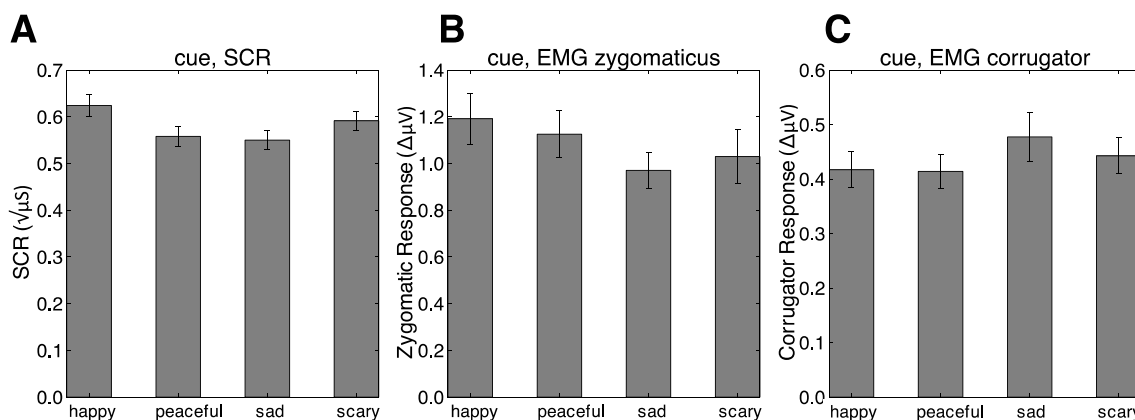 A
cue, SCR
SCR (√µS)
0.7
0.6
0.5
0.4
0.3
0.2
0.1
0.0
happy peaceful sad scary
B
cue, EMG zygomaticus
Zygomatic Response (ΔµV)
1.4
1.2
1.0
0.8
0.6
0.4
0.2
0.0
happy peaceful sad scary
C
cue, EMG corrugator
Corrugator Response (ΔµV)
0.6
0.5
0.4
0.3
0.2
0.1
0.0
happy peaceful sad scary